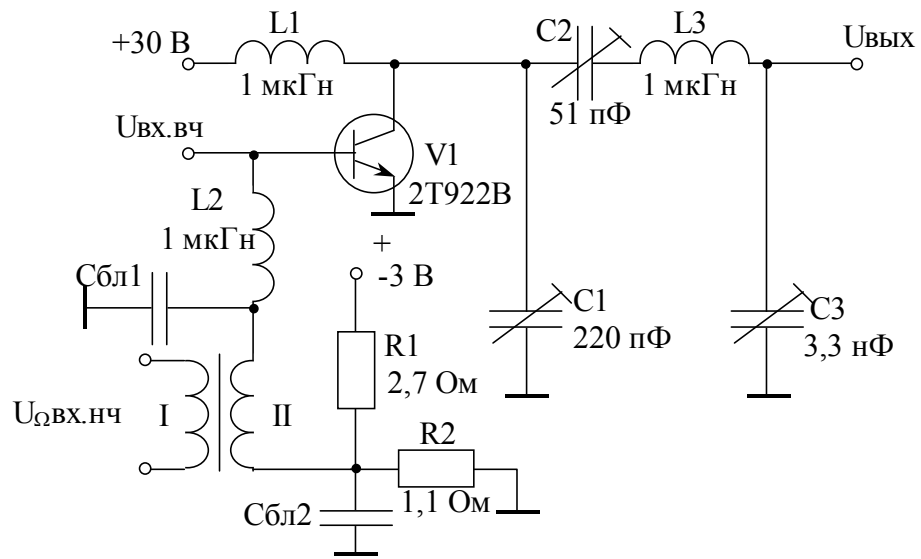 L1
+30 В
1 мкГн
C2
51 пФ
L3
1 мкГн
Uвых
Uвх.вч
V1
2Т922В
L2
1 мкГн
+
-3 В
Сбл1
C1
220 пФ
C3
3,3 нФ
R1
2,7 Ом
UΩвх.нч
I
II
R2
1,1 Ом
Сбл2